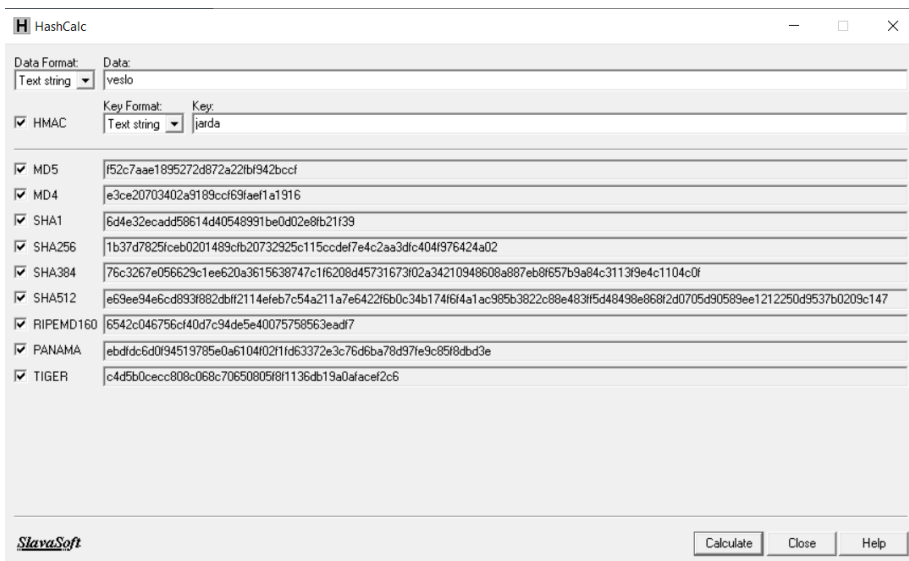 H HashCalc
Data Format: Data:
Text string veslo
Key Format: Key:
HMAC Text string jarda
MD5 f52c7aae1895272d872a22fbf942bccf
MD4 e3ce20703402a9189ccf69faef1a1916
SHA1 6d4e32ecadd58614d40548991be0d02e8fb21f39
SHA256 1b37d7825fceb0201489cfb20732925c115ccdef7e4c2aa3dfc404f976424a02
SHA384 76c3267e056629c1ee620a3615638747c1f6208d45731673f02a34210948608a887eb8f657b9a84c3113f9e4c1104c0f
SHA512 e69ee94e6cd893f882dbff2114efeb7c54a211a7e6422f6b0c34b174f6f4a1ac985b3822c88e483ff5d48498e868f2d0705d90589ee1212250d9537b0209c147
RIPEMD160 6542c046756cf40d7c94de5e40075758563eadf7
PANAMA ebdfdc6d0f94519785e0a6104f02f1fd63372e3c76d6ba78d97fe9c85f8dbd3e
TIGER c4d5b0cecc808c068c70650805f8f1136db19a0afacef2c6
SlavaSoft Calculate Close Help